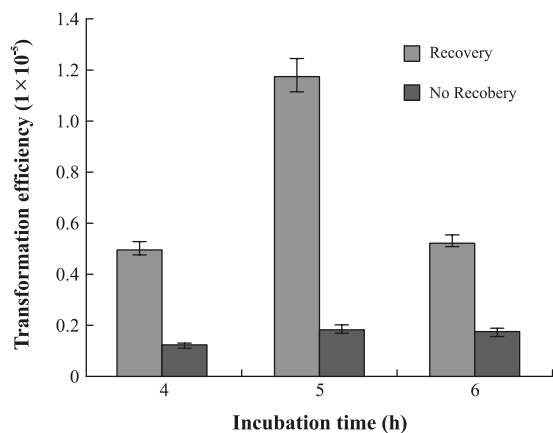 Transformation efficiency (1×10⁻⁵)
1.4
1.2
1.0
0.8
0.6
0.4
0.2
0
Recovery
No Recobery
4 5 6
Incubation time (h)